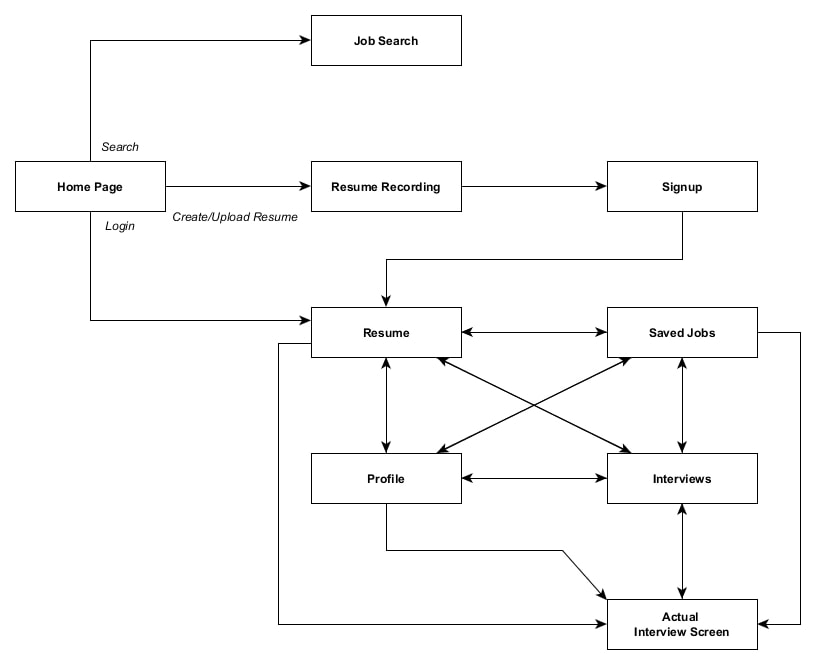 Job Search
Search
Home Page
Resume Recording
Signup
Create/Upload Resume
Login
Resume
Saved Jobs
Profile
Interviews
Actual
Interview Screen